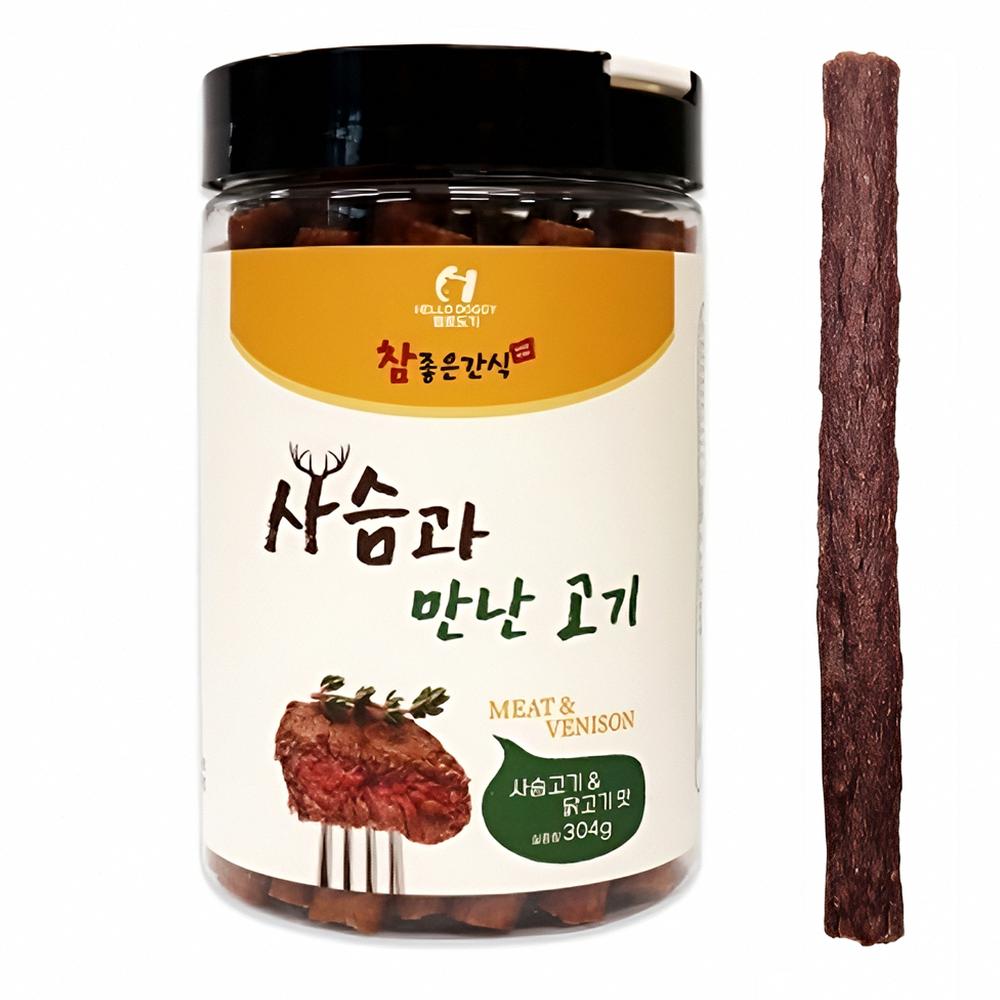 HELLO DOGGY
헬로도기
참좋은간식
사슴과
만난 고기
MEAT &
VENISON
사슴고기 &
닭고기 맛
304g